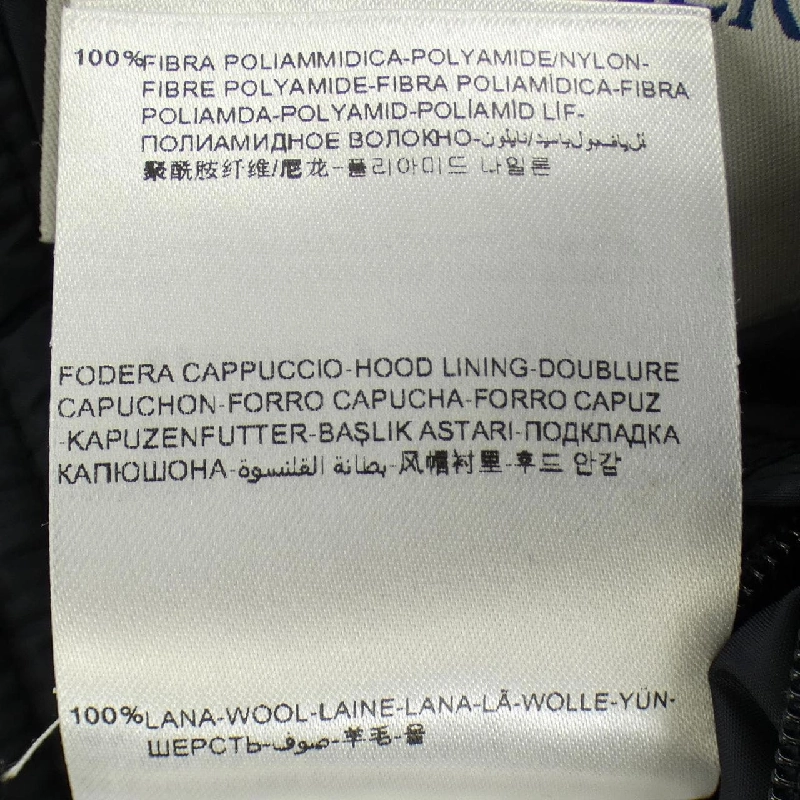 100% FIBRA POLIAMMIDICA-POLYAMIDE/NYLON-
FIBRE POLYAMIDE-FIBRA POLIAMÍDICA-FIBRA
POLIAMDA-POLYAMID-POLİAMİD LİF-
ПОЛИАМИДНОЕ ВОЛОКНО-
聚酰胺纤维/尼龙-폴리아미드 나일론
FODERA CAPPUCCIO-HOOD LINING-DOUBLURE
CAPUCHON-FORRO CAPUCHA-FORRO CAPUZ
-KAPUZENFUTTER-BAŞLIK ASTARI-ПОДКЛАДКА
КАПЮШОНА-بطانة القلنسوة-风帽衬里-후드 안감
100% LANA-WOOL-LAINE-LANA-LÃ-WOLLE-YÜN-
ШЕРСТЬ-صوف-羊毛-울